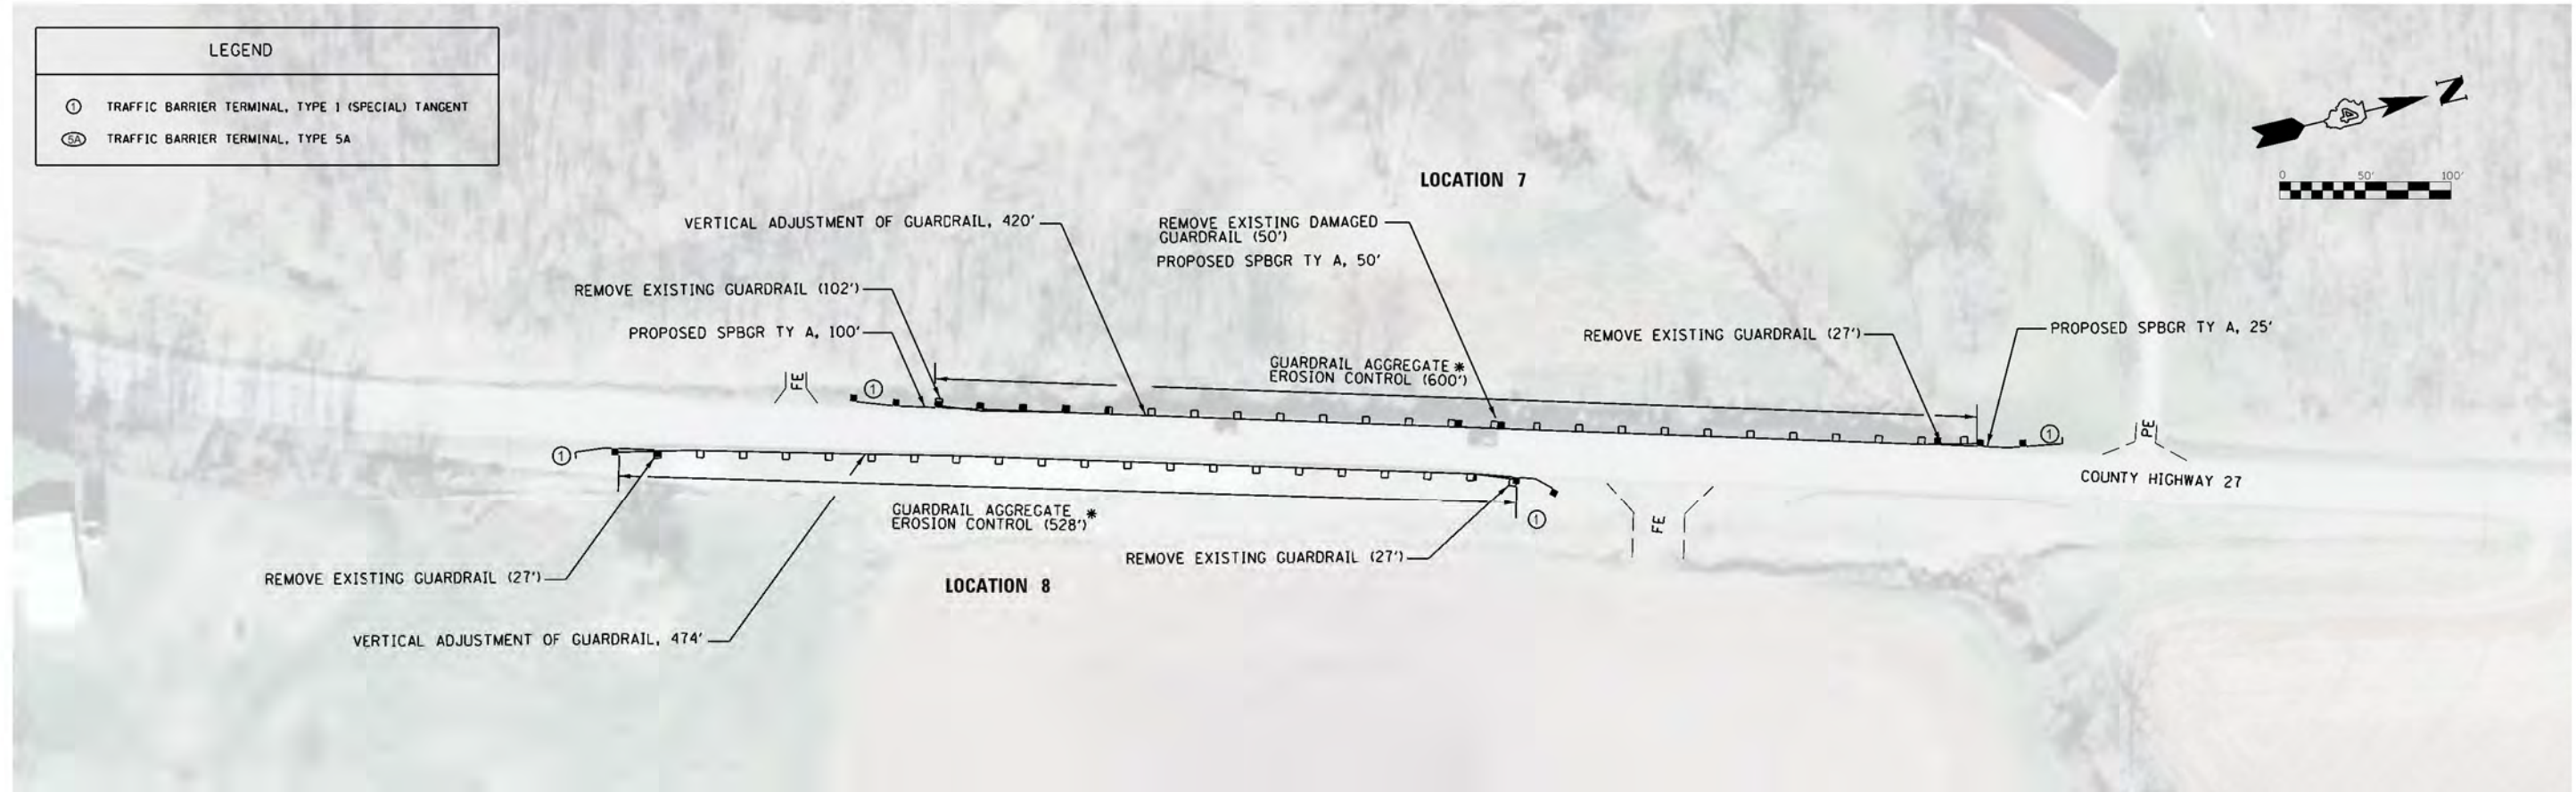 LEGEND
1 TRAFFIC BARRIER TERMINAL, TYPE 1 (SPECIAL) TANGENT
5A TRAFFIC BARRIER TERMINAL, TYPE 5A
N
4
0 50' 100'
LOCATION 7
VERTICAL ADJUSTMENT OF GUARDRAIL, 420'
REMOVE EXISTING DAMAGED
GUARDRAIL (50')
PROPOSED SPBGR TY A, 50'
REMOVE EXISTING GUARDRAIL (102')
PROPOSED SPBGR TY A, 100'
REMOVE EXISTING GUARDRAIL (27')
PROPOSED SPBGR TY A, 25'
GUARDRAIL AGGREGATE *
EROSION CONTROL (600')
FE
1
1
PE
COUNTY HIGHWAY 27
1
GUARDRAIL AGGREGATE *
EROSION CONTROL (528')
1
FE
REMOVE EXISTING GUARDRAIL (27')
REMOVE EXISTING GUARDRAIL (27')
LOCATION 8
VERTICAL ADJUSTMENT OF GUARDRAIL, 474'